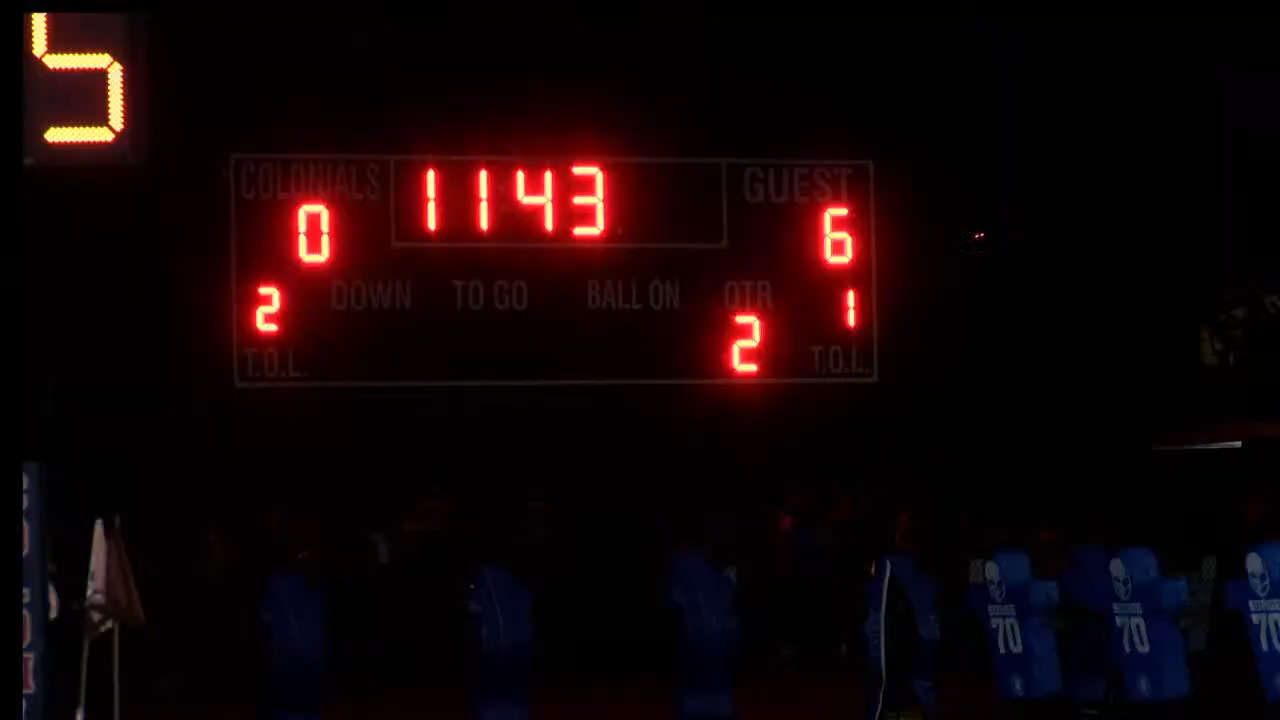 5
COLONIALS 1143 GUEST
0 6
DOWN TO GO BALL ON QTR
2 1
2
T.O.L. T.O.L.
70 70 70